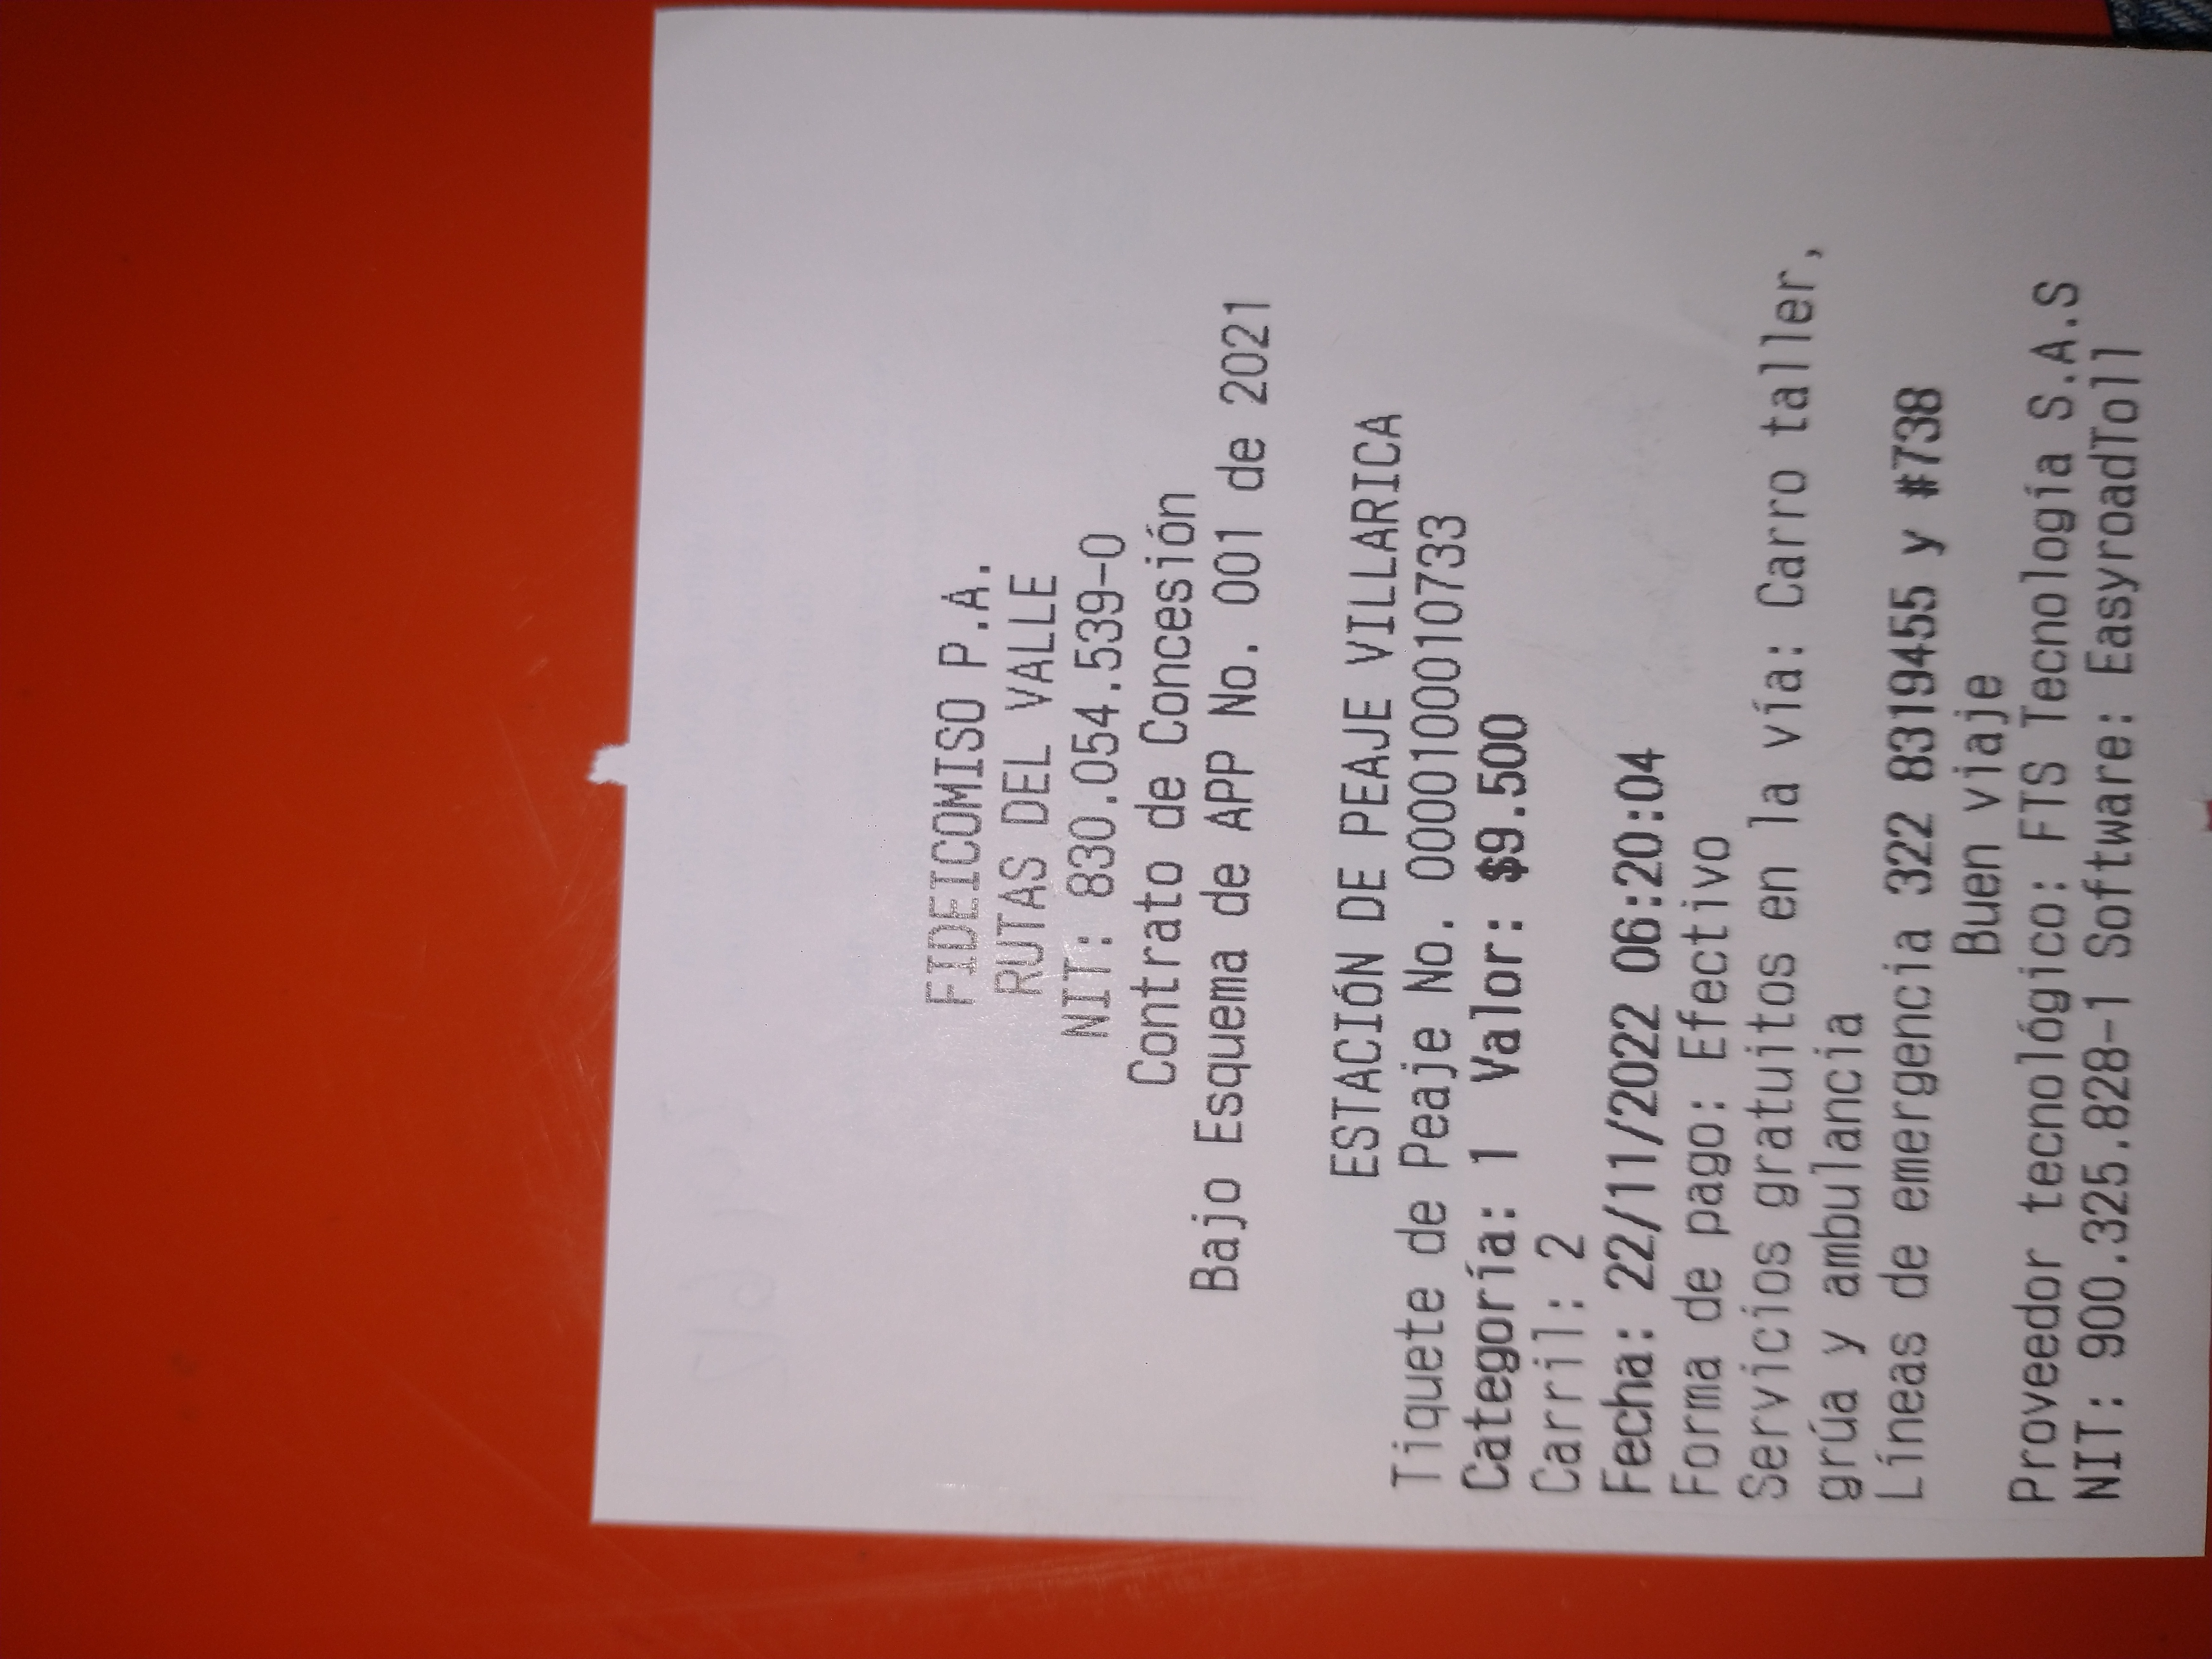 FIDEICOMISO P.A.
RUTAS DEL VALLE
NIT: 830.054.539-0
Contrato de Concesión
Bajo Esquema de APP No. 001 de 2021
ESTACIÓN DE PEAJE VILLARICA
Tiquete de Peaje No. 000010000010733
Categoría: 1 Valor: $9.500
Carril: 2
Fecha: 22/11/2022 06:20:04
Forma de pago: Efectivo
Servicios gratuitos en la vía: Carro taller,
grúa y ambulancia
Líneas de emergencia 322 8319455 y #738
Buen viaje
Proveedor tecnológico: FTS Tecnología S.A.S
NIT: 900.325.828-1 Software: EasyroadToll